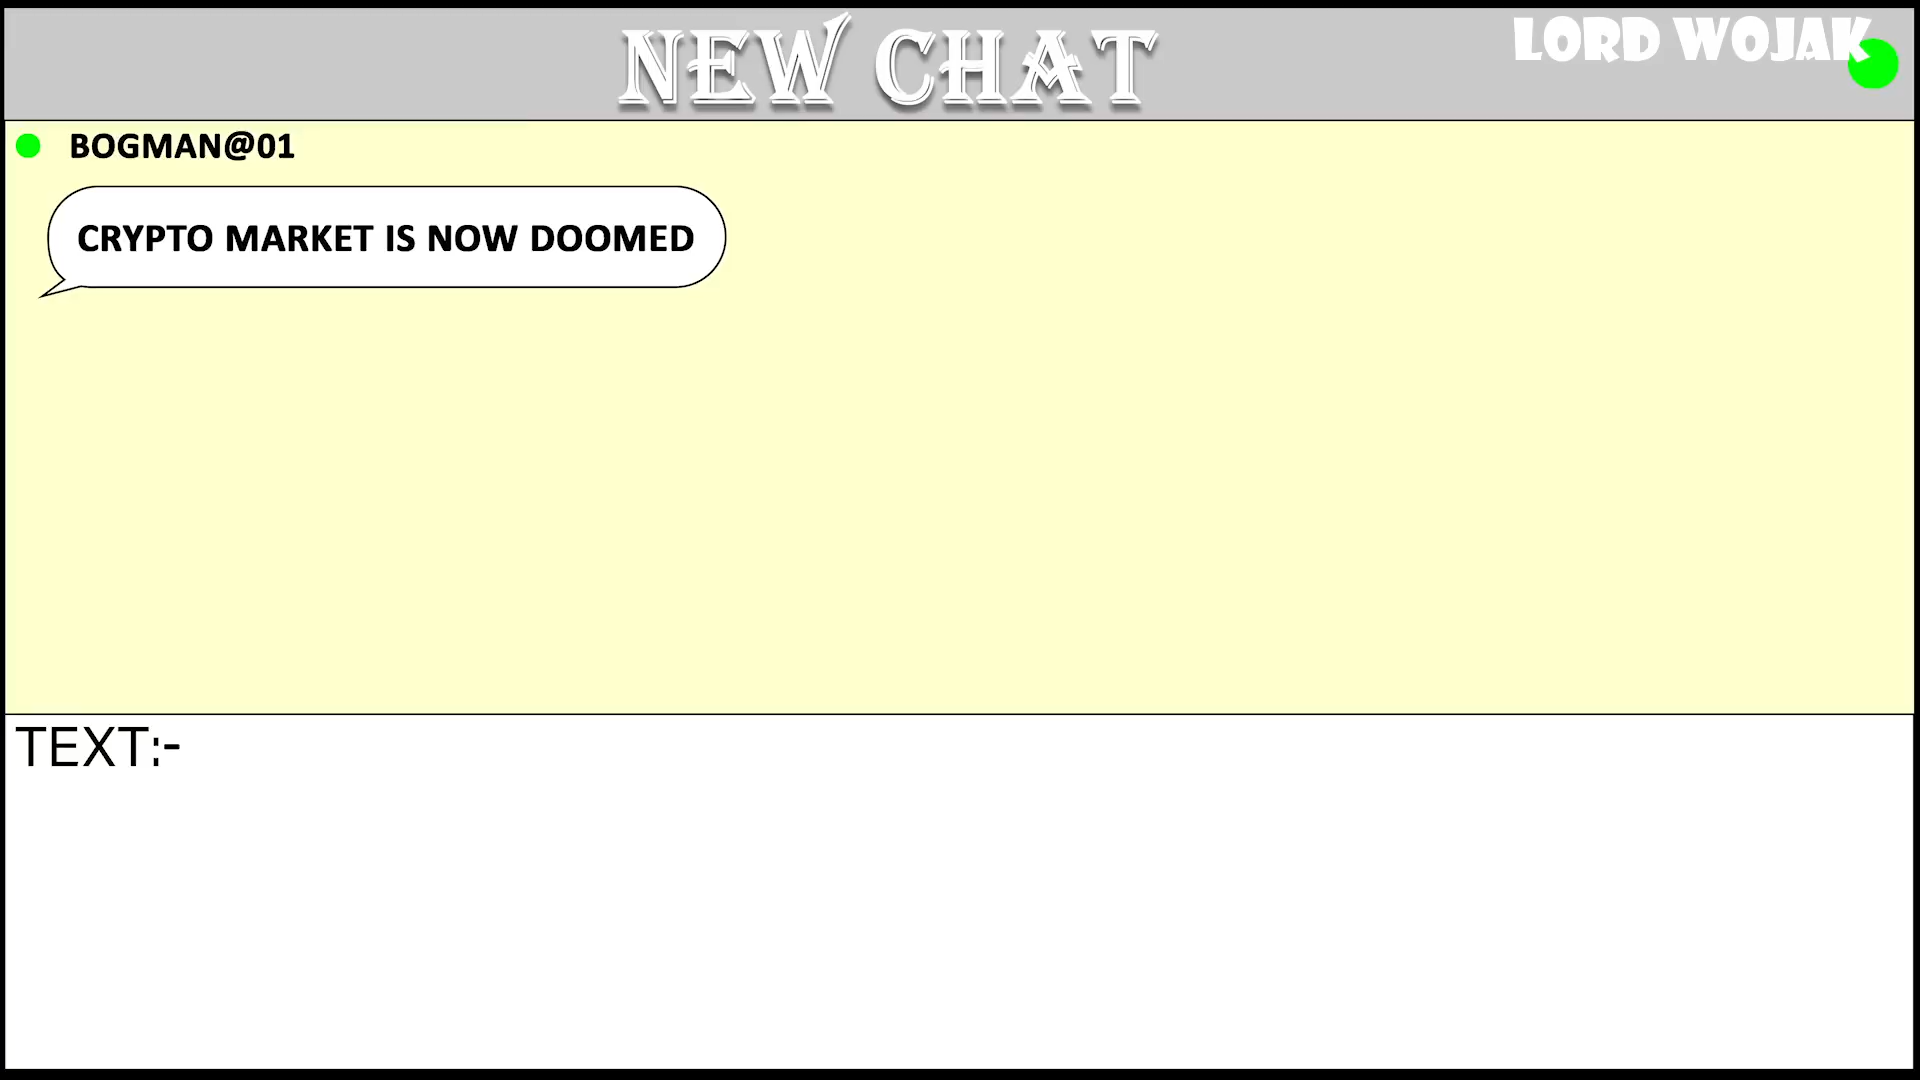 NEW CHAT
LORD WOJAK
BOGMAN@01
CRYPTO MARKET IS NOW DOOMED
TEXT:-